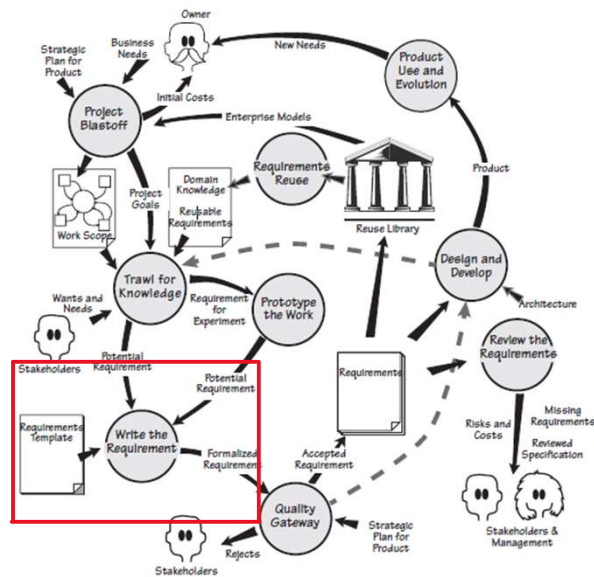 Owner
Strategic
Plan for
Product
Business
Needs
New Needs
Product
Use and
Evolution
Initial Costs
Project
Blastoff
Enterprise Models
Requirements
Reuse
Domain
Knowledge
Reusable
Requirements
Project
Goals
Work Scope
Reuse Library
Product
Design and
Develop
Architecture
Trawl for
Knowledge
Requirement
for
Experiment
Prototype
the Work
Wants and
Needs
Stakeholders
Potential
Requirement
Potential
Requirement
Requirements
Review the
Requirements
Requirements
Template
Write the
Requirement
Formalized
Requirement
Accepted
Requirement
Risks and
Costs
Missing
Requirements
Reviewed
Specification
Quality
Gateway
Strategic
Plan for
Product
Rejects
Stakeholders
Stakeholders &
Management